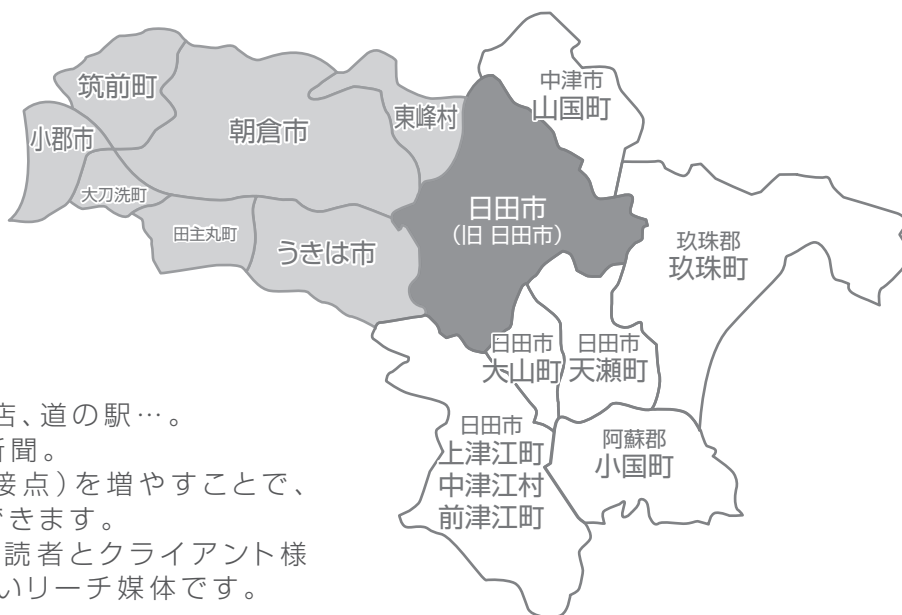 筑前町
小郡市
朝倉市
東峰村
大刀洗町
田主丸町
うきは市
日田市
(旧 日田市)
中津市
山国町
玖珠郡
玖珠町
日田市
大山町
日田市
天瀬町
日田市
上津江町
中津江村
前津江町
阿蘇郡
小国町
店、道の駅…。
聞。
接点)を増やすことで、
できます。
読者とクライアント様
いリーチ媒体です。